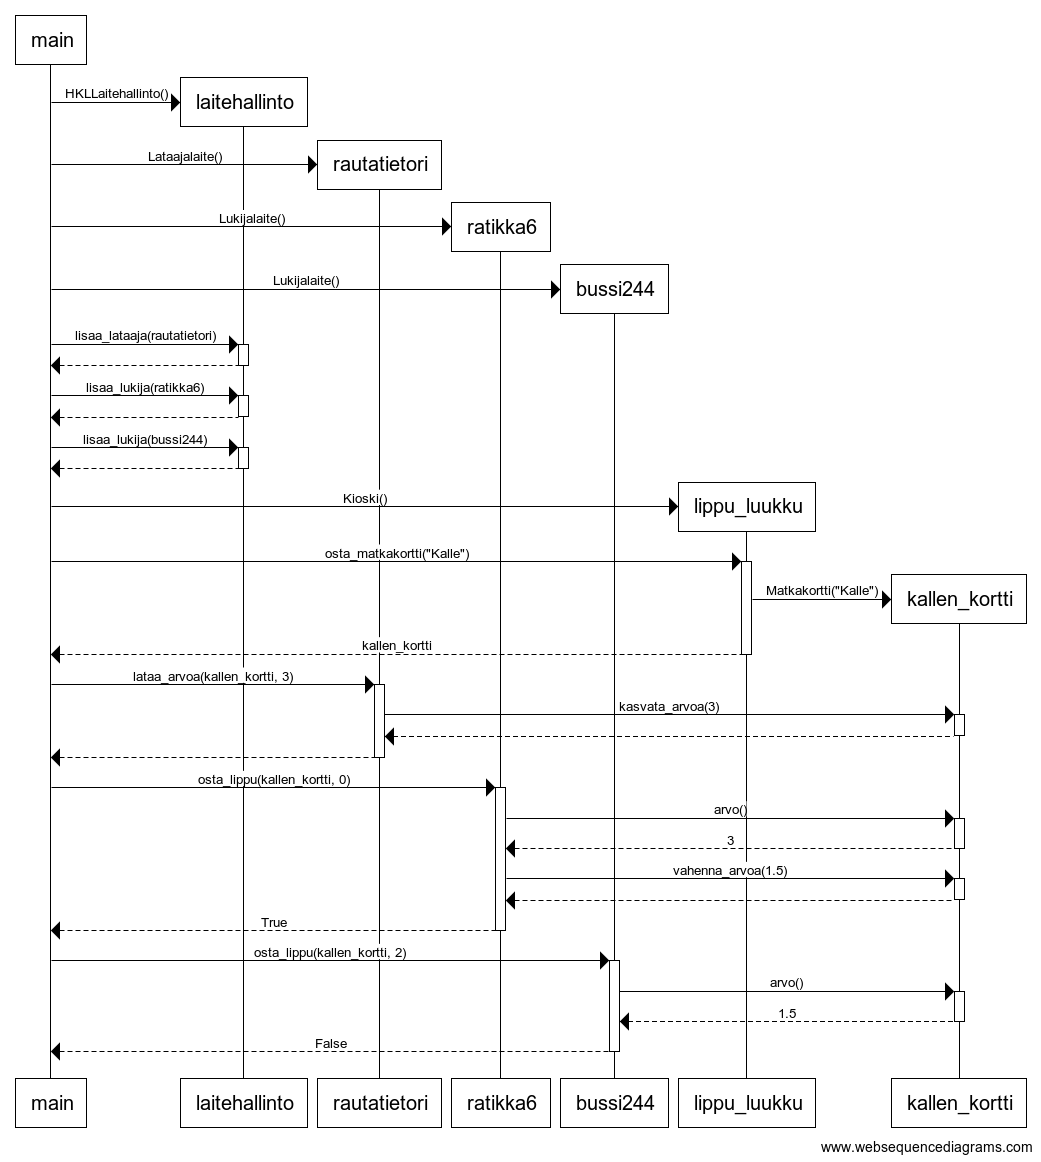 main
HKLLaitehallinto()
laitehallinto
Lataajalaite()
rautatietori
Lukijalaite()
ratikka6
Lukijalaite()
bussi244
lisaa_lataaja(rautatietori)
lisaa_lukija(ratikka6)
lisaa_lukija(bussi244)
Kioski()
lippu_luukku
osta_matkakortti("Kalle")
Matkakortti("Kalle")
kallen_kortti
kallen_kortti
lataa_arvoa(kallen_kortti, 3)
kasvata_arvoa(3)
osta_lippu(kallen_kortti, 0)
arvo()
3
vahenna_arvoa(1.5)
True
osta_lippu(kallen_kortti, 2)
arvo()
1.5
False
main laitehallinto rautatietori ratikka6 bussi244 lippu_luukku kallen_kortti
www.websequencediagrams.com